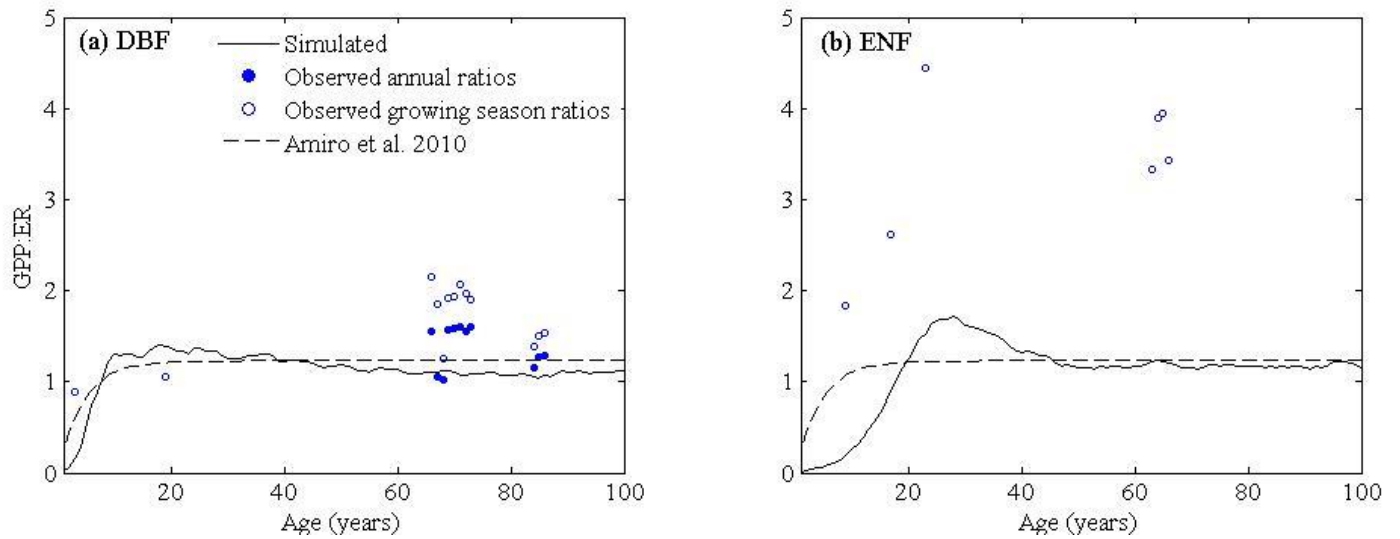 (a) DBF
Simulated
Observed annual ratios
Observed growing season ratios
Amiro et al. 2010
GPP:ER
5
4
3
2
1
0
20
40
60
80
100
Age (years)
(b) ENF
5
4
3
2
1
0
20
40
60
80
100
Age (years)